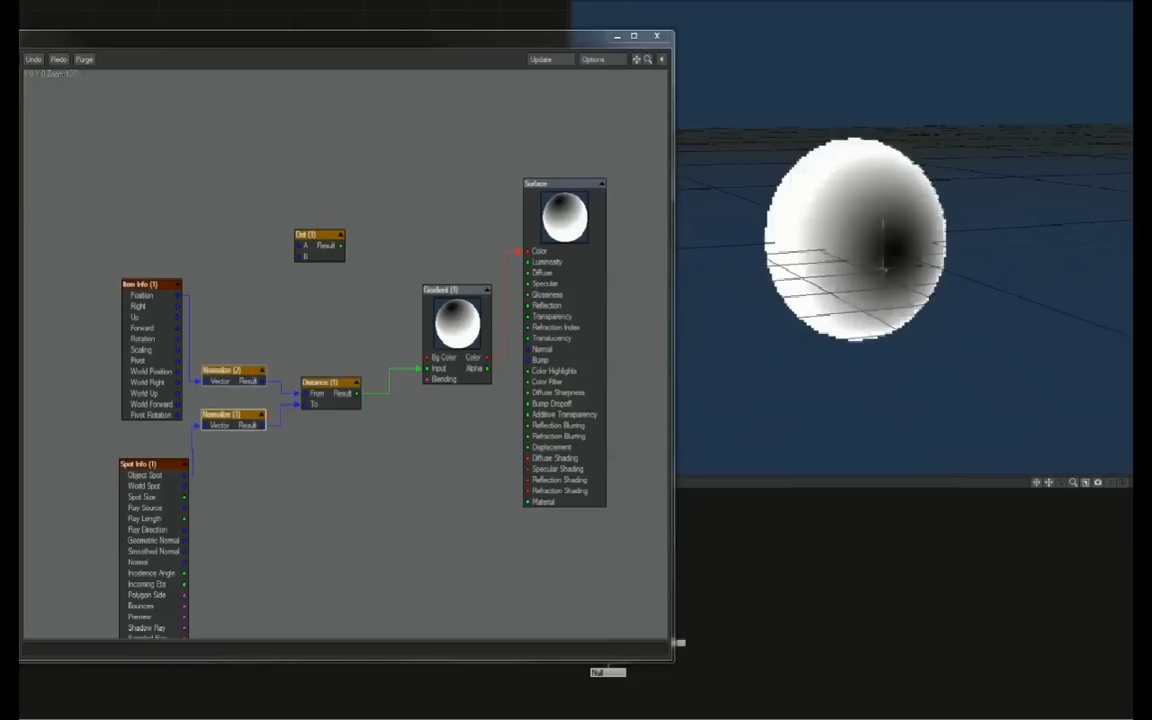 Undo Redo Purge Update Options
X:0 Y:0 Zoom:100%
Surface
Color
Luminosity
Diffuse
Specular
Glossiness
Reflection
Transparency
Refraction Index
Translucency
Normal
Bump
Color Highlights
Color Filter
Diffuse Sharpness
Bump Dropoff
Additive Transparency
Reflection Blurring
Refraction Blurring
Displacement
Diffuse Shading
Specular Shading
Reflection Shading
Refraction Shading
Material
Dot (1)
A Result
B
Item Info (1)
Position
Right
Up
Forward
Rotation
Scaling
Pivot
World Position
World Right
World Up
World Forward
Pivot Rotation
Gradient (1)
Bg Color Color
Input Alpha
Blending
Normalize (2)
Vector Result
Distance (1)
From Result
To
Normalize (1)
Vector Result
Spot Info (1)
Object Spot
World Spot
Spot Size
Ray Source
Ray Length
Ray Direction
Geometric Normal
Smoothed Normal
Normal
Incidence Angle
Incoming Eta
Polygon Side
Bounces
Preview
Shadow Ray
Null